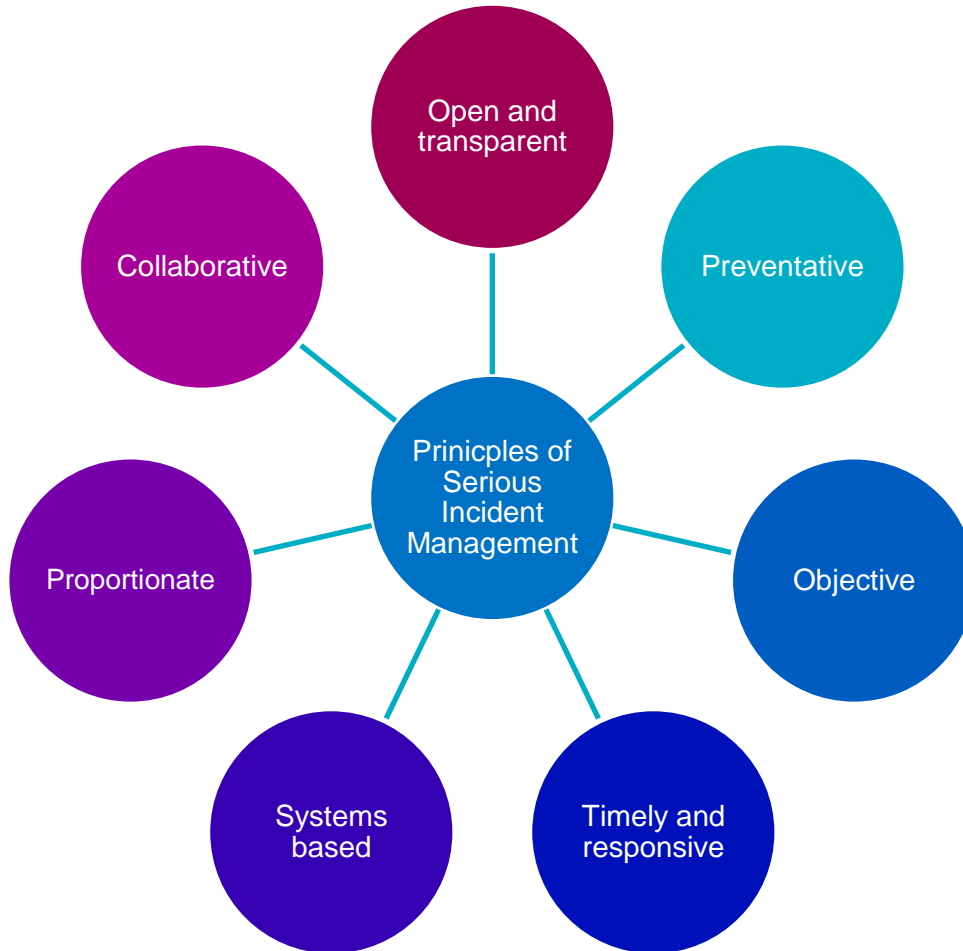 Open and
transparent
Collaborative
Preventative
Prinicples of
Serious
Incident
Management
Proportionate
Objective
Systems
based
Timely and
responsive